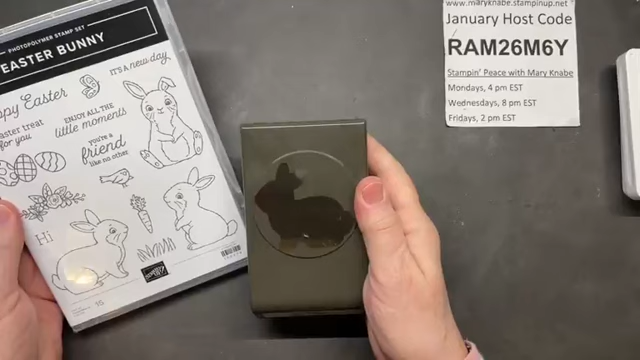 PHOTOPOLYMER STAMP SET
EASTER BUNNY
IT'S A new day
Easter
ENJOY ALL THE
little moments
treat
for you
you're a
friend
like no other
Hi
www.maryknabe.stampinup.net
January Host Code
RAM26M6Y
Stampin' Peace with Mary Knabe
Mondays, 4 pm EST
Wednesdays, 8 pm EST
Fridays, 2 pm EST